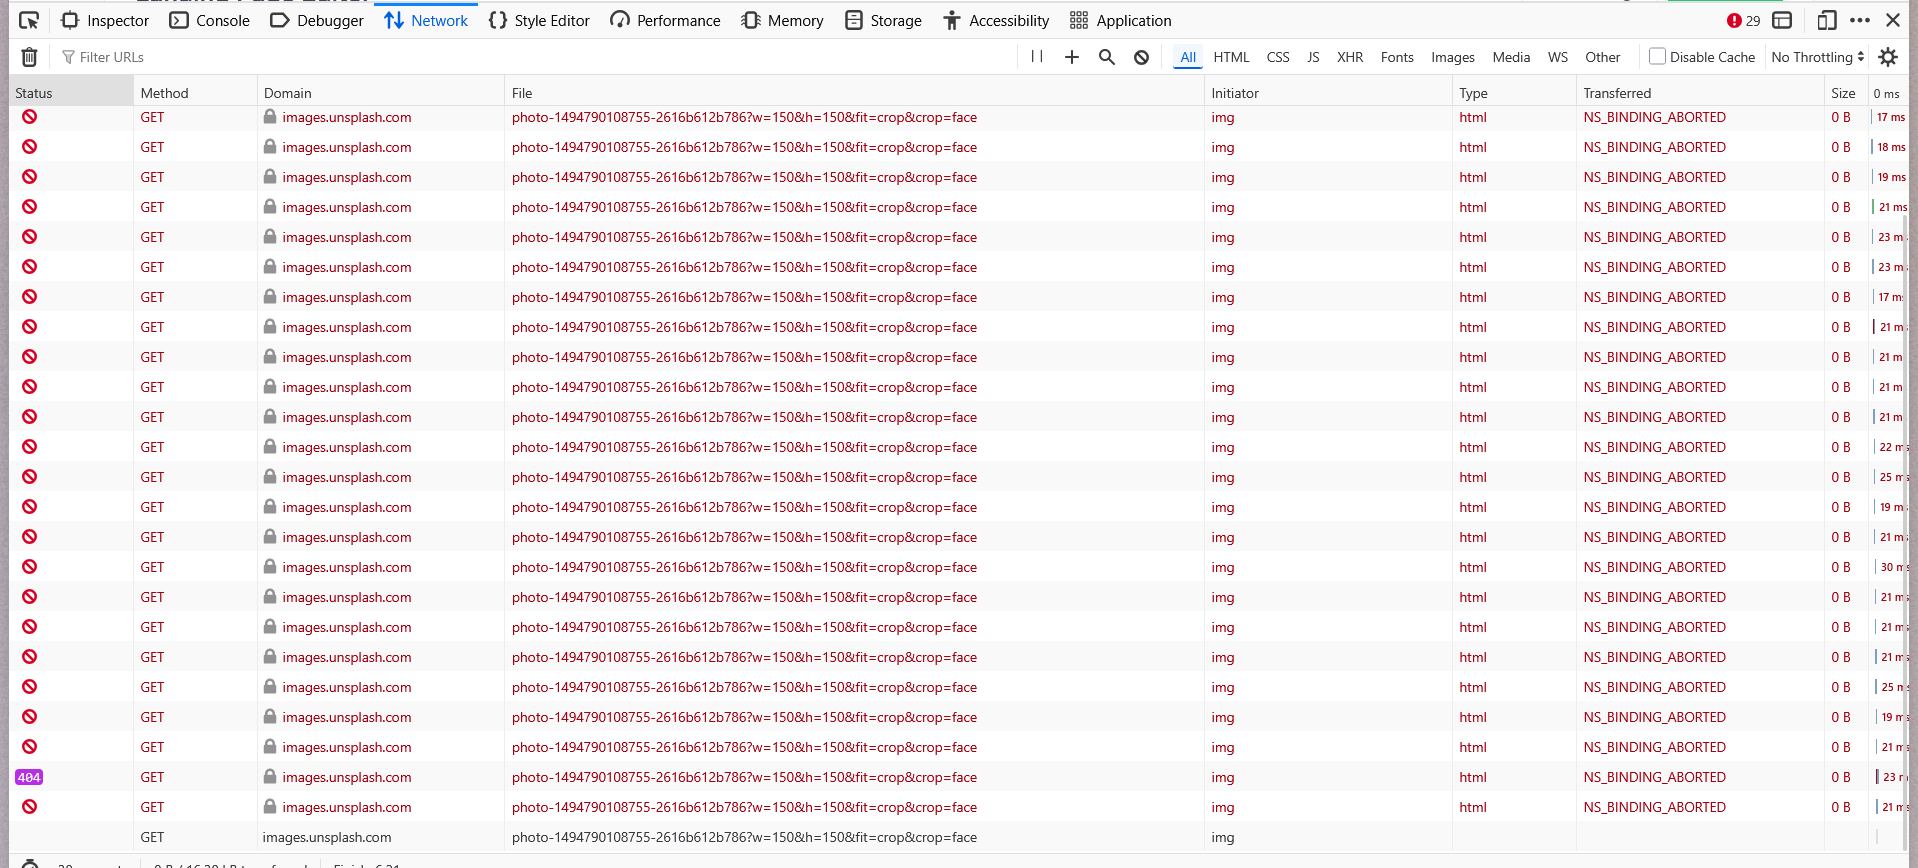 Inspector Console Debugger Network Style Editor Performance Memory Storage Accessibility Application 29
Filter URLs All HTML CSS JS XHR Fonts Images Media WS Other Disable Cache No Throttling
Status Method Domain File Initiator Type Transferred Size 0 ms
GET images.unsplash.com photo-1494790108755-2616b612b786?w=150&h=150&fit=crop&crop=face img html NS_BINDING_ABORTED 0 B 17 ms
GET images.unsplash.com photo-1494790108755-2616b612b786?w=150&h=150&fit=crop&crop=face img html NS_BINDING_ABORTED 0 B 18 ms
GET images.unsplash.com photo-1494790108755-2616b612b786?w=150&h=150&fit=crop&crop=face img html NS_BINDING_ABORTED 0 B 19 ms
GET images.unsplash.com photo-1494790108755-2616b612b786?w=150&h=150&fit=crop&crop=face img html NS_BINDING_ABORTED 0 B 21 ms
GET images.unsplash.com photo-1494790108755-2616b612b786?w=150&h=150&fit=crop&crop=face img html NS_BINDING_ABORTED 0 B 23 ms
GET images.unsplash.com photo-1494790108755-2616b612b786?w=150&h=150&fit=crop&crop=face img html NS_BINDING_ABORTED 0 B 23 ms
GET images.unsplash.com photo-1494790108755-2616b612b786?w=150&h=150&fit=crop&crop=face img html NS_BINDING_ABORTED 0 B 17 ms
GET images.unsplash.com photo-1494790108755-2616b612b786?w=150&h=150&fit=crop&crop=face img html NS_BINDING_ABORTED 0 B 21 m
GET images.unsplash.com photo-1494790108755-2616b612b786?w=150&h=150&fit=crop&crop=face img html NS_BINDING_ABORTED 0 B 21 m
GET images.unsplash.com photo-1494790108755-2616b612b786?w=150&h=150&fit=crop&crop=face img html NS_BINDING_ABORTED 0 B 21 m
GET images.unsplash.com photo-1494790108755-2616b612b786?w=150&h=150&fit=crop&crop=face img html NS_BINDING_ABORTED 0 B 21 m
GET images.unsplash.com photo-1494790108755-2616b612b786?w=150&h=150&fit=crop&crop=face img html NS_BINDING_ABORTED 0 B 22 ms
GET images.unsplash.com photo-1494790108755-2616b612b786?w=150&h=150&fit=crop&crop=face img html NS_BINDING_ABORTED 0 B 25 ms
GET images.unsplash.com photo-1494790108755-2616b612b786?w=150&h=150&fit=crop&crop=face img html NS_BINDING_ABORTED 0 B 19 ms
GET images.unsplash.com photo-1494790108755-2616b612b786?w=150&h=150&fit=crop&crop=face img html NS_BINDING_ABORTED 0 B 21 ms
GET images.unsplash.com photo-1494790108755-2616b612b786?w=150&h=150&fit=crop&crop=face img html NS_BINDING_ABORTED 0 B 30 ms
GET images.unsplash.com photo-1494790108755-2616b612b786?w=150&h=150&fit=crop&crop=face img html NS_BINDING_ABORTED 0 B 21 ms
GET images.unsplash.com photo-1494790108755-2616b612b786?w=150&h=150&fit=crop&crop=face img html NS_BINDING_ABORTED 0 B 21 ms
GET images.unsplash.com photo-1494790108755-2616b612b786?w=150&h=150&fit=crop&crop=face img html NS_BINDING_ABORTED 0 B 21 ms
GET images.unsplash.com photo-1494790108755-2616b612b786?w=150&h=150&fit=crop&crop=face img html NS_BINDING_ABORTED 0 B 25 ms
GET images.unsplash.com photo-1494790108755-2616b612b786?w=150&h=150&fit=crop&crop=face img html NS_BINDING_ABORTED 0 B 19 ms
GET images.unsplash.com photo-1494790108755-2616b612b786?w=150&h=150&fit=crop&crop=face img html NS_BINDING_ABORTED 0 B 21 ms
404 GET images.unsplash.com photo-1494790108755-2616b612b786?w=150&h=150&fit=crop&crop=face img html NS_BINDING_ABORTED 0 B 23 m
GET images.unsplash.com photo-1494790108755-2616b612b786?w=150&h=150&fit=crop&crop=face img html NS_BINDING_ABORTED 0 B 21 ms
GET images.unsplash.com photo-1494790108755-2616b612b786?w=150&h=150&fit=crop&crop=face img